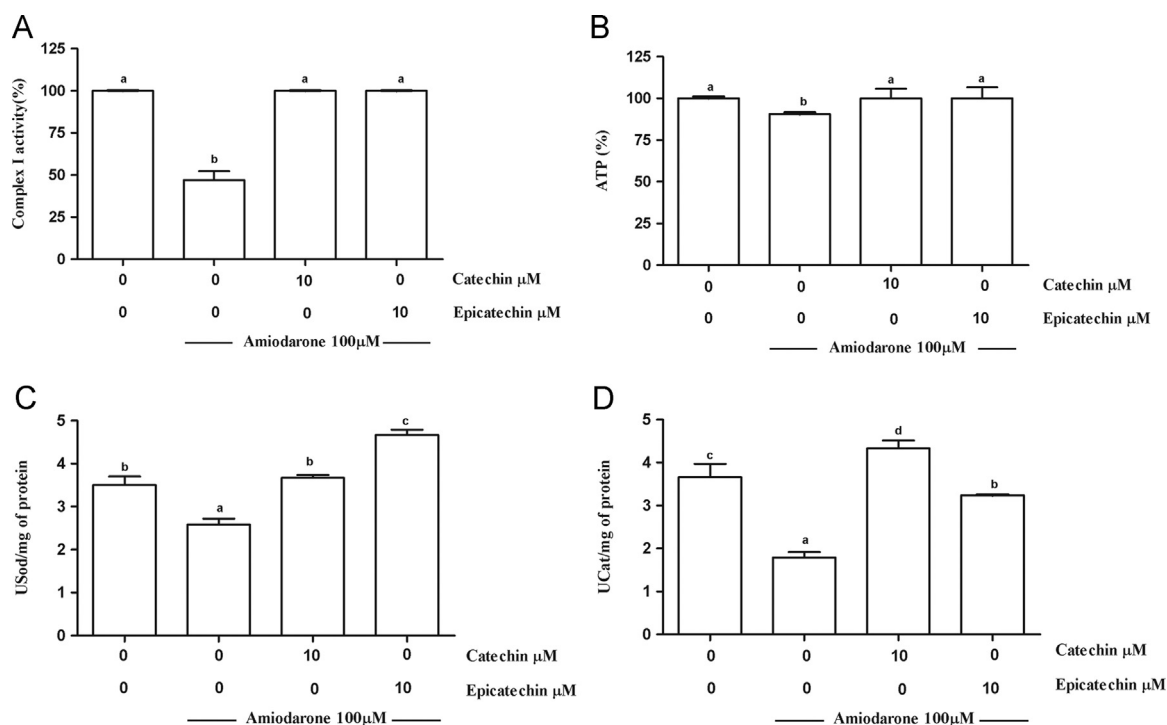 A
125
100
75
50
25
0
Complex I activity(%)
a
b
a
a
0 0 10 0 Catechin μM
0 0 0 10 Epicatechin μM
Amiodarone 100μM
B
125
100
75
50
25
0
ATP (%)
a
b
a
a
0 0 10 0 Catechin μM
0 0 0 10 Epicatechin μM
Amiodarone 100μM
C
5
4
3
2
1
0
USod/mg of protein
b
a
b
c
0 0 10 0 Catechin μM
0 0 0 10 Epicatechin μM
Amiodarone 100μM
D
5
4
3
2
1
0
UCat/mg of protein
c
a
d
b
0 0 10 0 Catechin μM
0 0 0 10 Epicatechin μM
Amiodarone 100μM